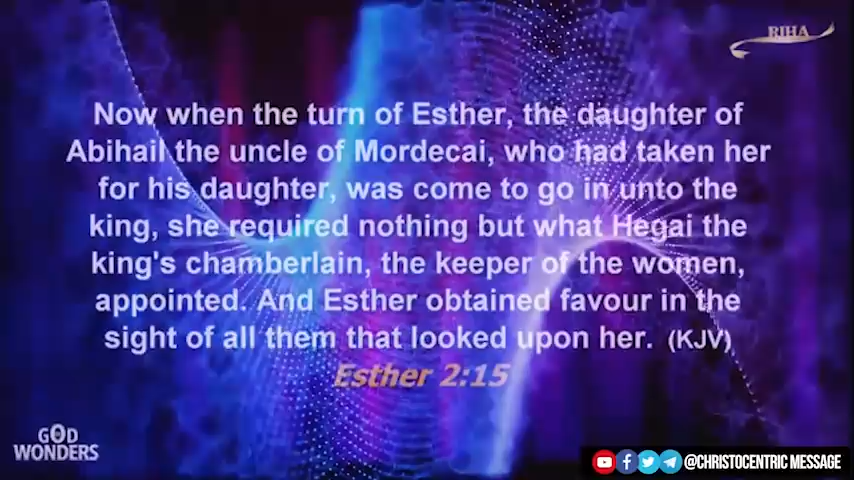 RIHA
Now when the turn of Esther, the daughter of
Abihail the uncle of Mordecai, who had taken her
for his daughter, was come to go in unto the
king, she required nothing but what Hegai the
king's chamberlain, the keeper of the women,
appointed. And Esther obtained favour in the
sight of all them that looked upon her. (KJV)
Esther 2:15
GOD
WONDERS
@CHRISTOCENTRIC MESSAGE